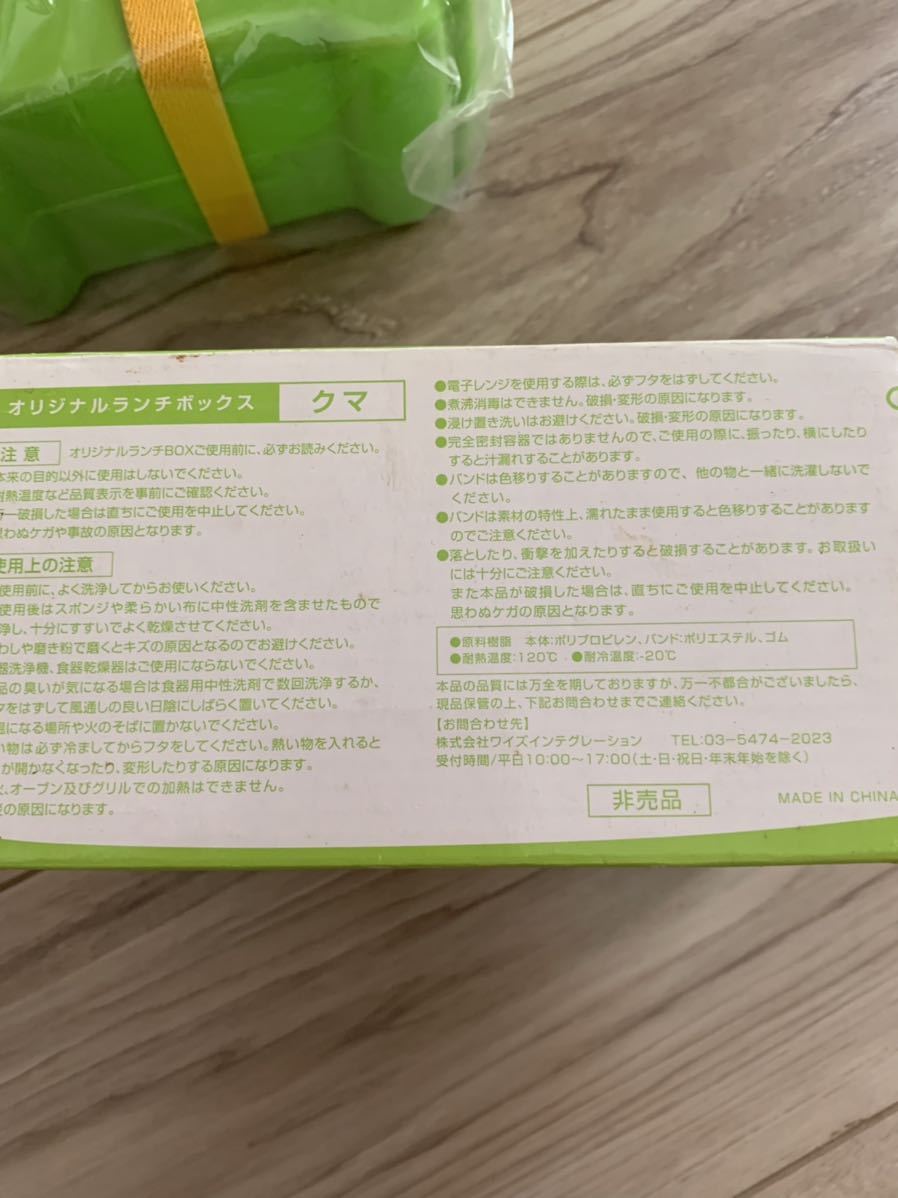 オリジナルランチボックス クマ
注意 オリジナルランチBOXご使用前に、必ずお読みください。
本来の目的以外に使用はしないでください。
耐熱温度など品質表示を事前にご確認ください。
一破損した場合は直ちにご使用を中止してください。
思わぬケガや事故の原因となります。
使用上の注意
使用前に、よく洗浄してからお使いください。
使用後はスポンジや柔らかい布に中性洗剤を含ませたもので
浄し、十分にすすいでよく乾燥させてください。
わしや磨き粉で磨くとキズの原因となるのでお避けください。
器洗浄機、食器乾燥器はご使用にならないでください。
品の臭いが気になる場合は食器用中性洗剤で数回洗浄するか、
をはずして風通しの良い日陰にしばらく置いてください。
温になる場所や火のそばに置かないでください。
い物は必ず冷ましてからフタをしてください。熱い物を入れると
が開かなくなったり、変形したりする原因になります。
火、オーブン及びグリルでの加熱はできません。
の原因になります。
●電子レンジを使用する際は、必ずフタをはずしてください。
●煮沸消毒はできません。破損・変形の原因になります。
●浸け置き洗いはお避けください。破損・変形の原因になります。
●完全密封容器ではありませんので、ご使用の際に、振ったり、横にしたり
すると汁漏れすることがあります。
●バンドは色移りすることがありますので、他の物と一緒に洗濯しないで
ください。
●バンドは素材の特性上、濡れたまま使用すると色移りすることがあります
のでご注意ください。
●落としたり、衝撃を加えたりすると破損することがあります。お取扱い
には十分にご注意ください。
また本品が破損した場合は、直ちにご使用を中止してください。
思わぬケガの原因となります。
●原料樹脂 本体：ポリプロピレン、バンド：ポリエステル、ゴム
●耐熱温度：120℃ ●耐冷温度：-20℃
本品の品質には万全を期しておりますが、万一不都合がございましたら、
現品保管の上、下記お問合わせまでご連絡ください。
【お問合わせ先】
株式会社ワイズインテグレーション TEL：03-5474-2023
受付時間/平日10：00〜17：00（土・日・祝日・年末年始を除く）
非売品 MADE IN CHINA